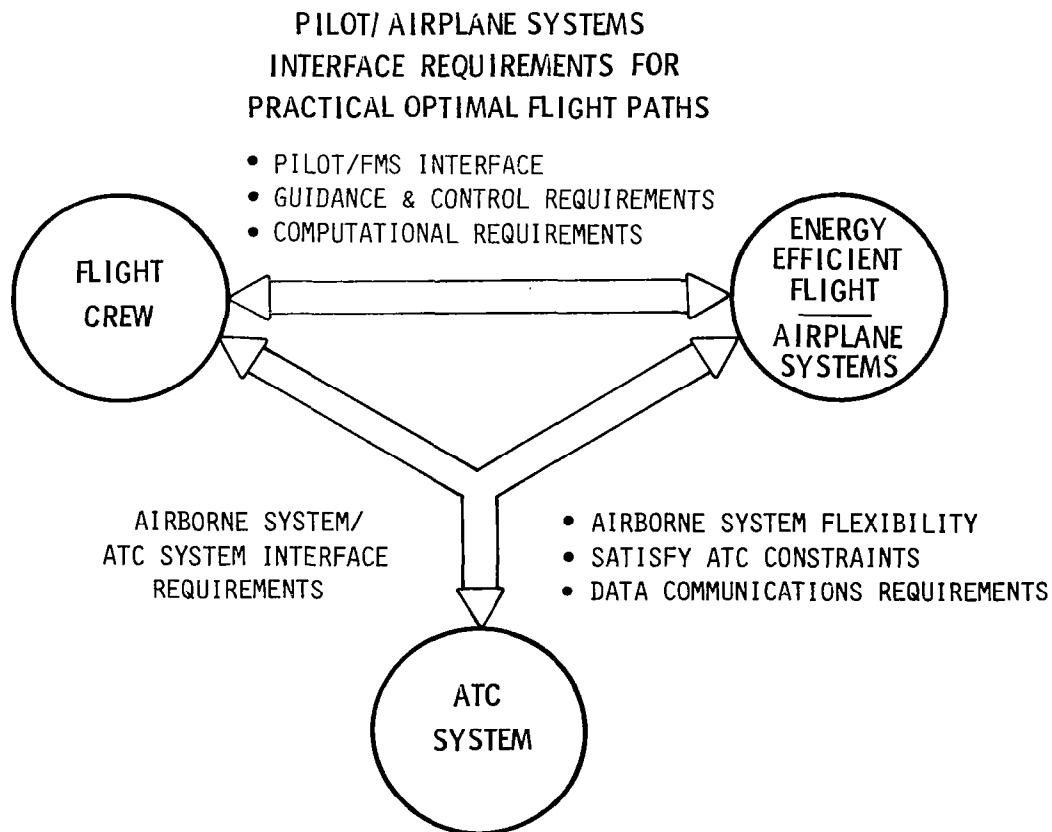 PILOT/AIRPLANE SYSTEMS
INTERFACE REQUIREMENTS FOR
PRACTICAL OPTIMAL FLIGHT PATHS
• PILOT/FMS INTERFACE
• GUIDANCE & CONTROL REQUIREMENTS
• COMPUTATIONAL REQUIREMENTS
FLIGHT
CREW
ENERGY
EFFICIENT
FLIGHT
AIRPLANE
SYSTEMS
AIRBORNE SYSTEM/
ATC SYSTEM INTERFACE
REQUIREMENTS
• AIRBORNE SYSTEM FLEXIBILITY
• SATISFY ATC CONSTRAINTS
• DATA COMMUNICATIONS REQUIREMENTS
ATC
SYSTEM